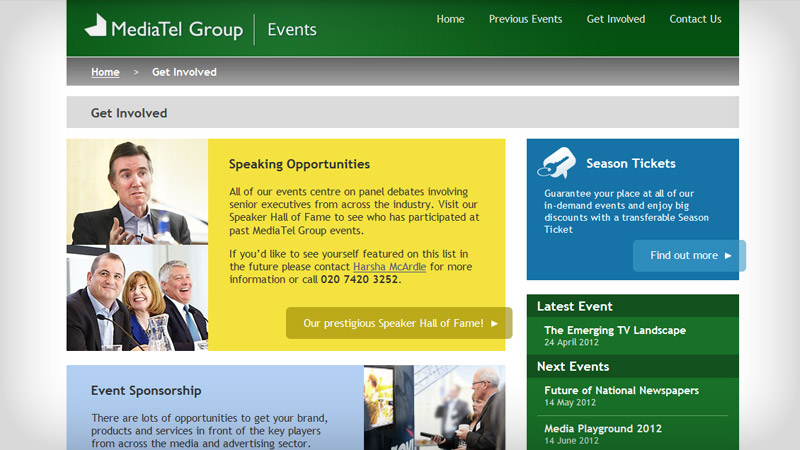 MediaTel Group Events
Home Previous Events Get Involved Contact Us
Home > Get Involved
Get Involved
Speaking Opportunities
All of our events centre on panel debates involving
senior executives from across the industry. Visit our
Speaker Hall of Fame to see who has participated at
past MediaTel Group events.
If you’d like to see yourself featured on this list in
the future please contact Harsha McArdle for more
information or call 020 7420 3252.
Our prestigious Speaker Hall of Fame! ►
Event Sponsorship
There are lots of opportunities to get your brand,
products and services in front of the key players
from across the media and advertising sector.
Season Tickets
Guarantee your place at all of our
in-demand events and enjoy big
discounts with a transferable Season
Ticket
Find out more ►
Latest Event
The Emerging TV Landscape
24 April 2012
Next Events
Future of National Newspapers
14 May 2012
Media Playground 2012
14 June 2012